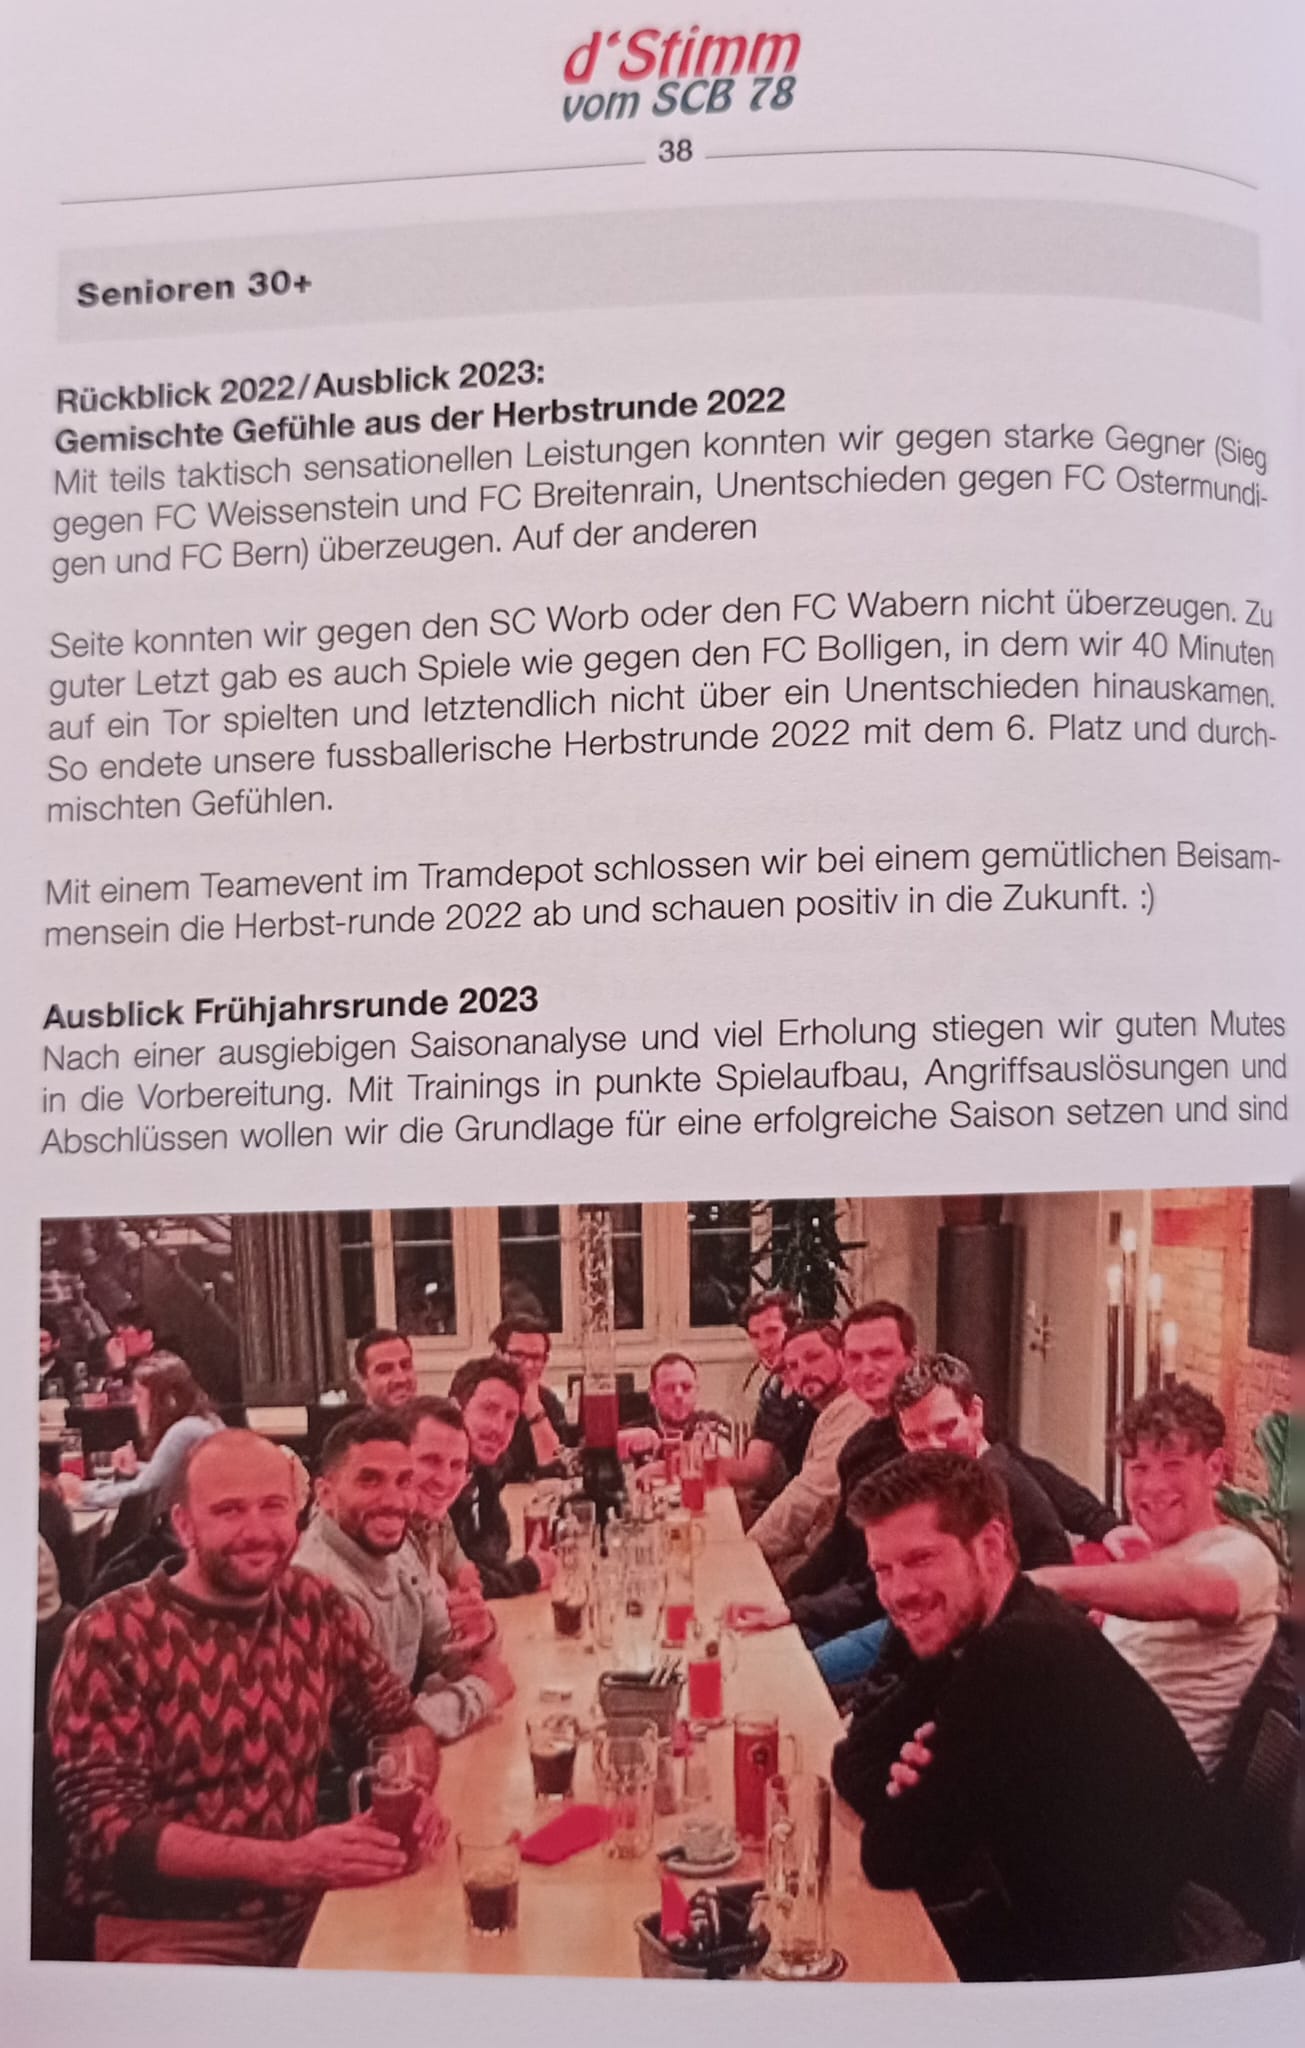 d‘Stimm
vom SCB 78
38
Senioren 30+
Rückblick 2022/Ausblick 2023:
Gemischte Gefühle aus der Herbstrunde 2022
Mit teils taktisch sensationellen Leistungen konnten wir gegen starke Gegner (Sieg
gegen FC Weissenstein und FC Breitenrain, Unentschieden gegen FC Ostermundi-
gen und FC Bern) überzeugen. Auf der anderen
Seite konnten wir gegen den SC Worb oder den FC Wabern nicht überzeugen. Zu
guter Letzt gab es auch Spiele wie gegen den FC Bolligen, in dem wir 40 Minuten
auf ein Tor spielten und letztendlich nicht über ein Unentschieden hinauskamen.
So endete unsere fussballerische Herbstrunde 2022 mit dem 6. Platz und durch-
mischten Gefühlen.
Mit einem Teamevent im Tramdepot schlossen wir bei einem gemütlichen Beisam-
mensein die Herbst-runde 2022 ab und schauen positiv in die Zukunft. :)
Ausblick Frühjahrsrunde 2023
Nach einer ausgiebigen Saisonanalyse und viel Erholung stiegen wir guten Mutes
in die Vorbereitung. Mit Trainings in punkte Spielaufbau, Angriffsauslösungen und
Abschlüssen wollen wir die Grundlage für eine erfolgreiche Saison setzen und sind